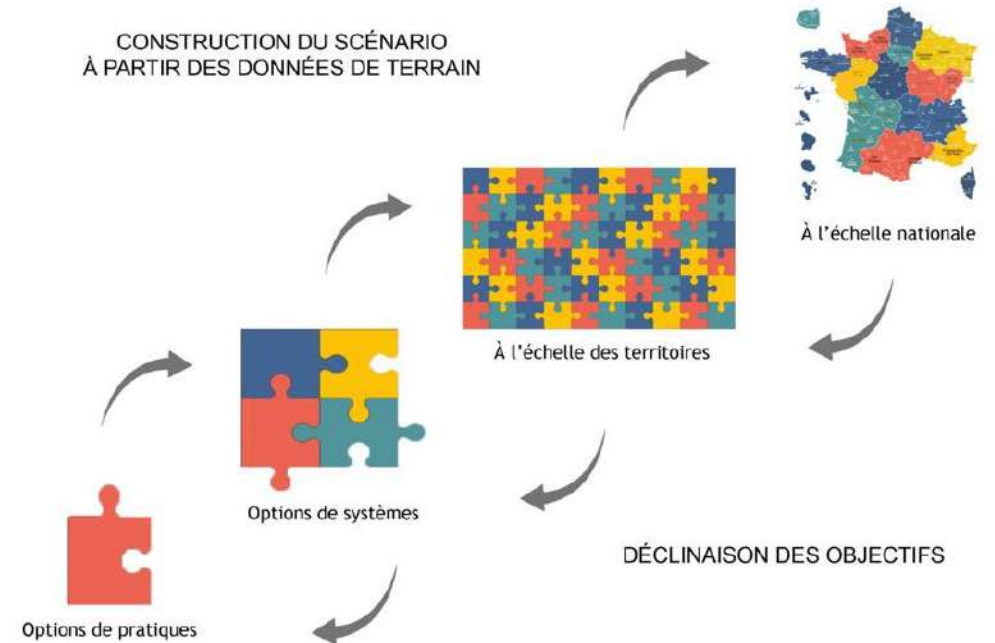 CONSTRUCTION DU SCÉNARIO
À PARTIR DES DONNÉES DE TERRAIN
À l'échelle nationale
À l'échelle des territoires
Options de systèmes
DÉCLINAISON DES OBJECTIFS
Options de pratiques